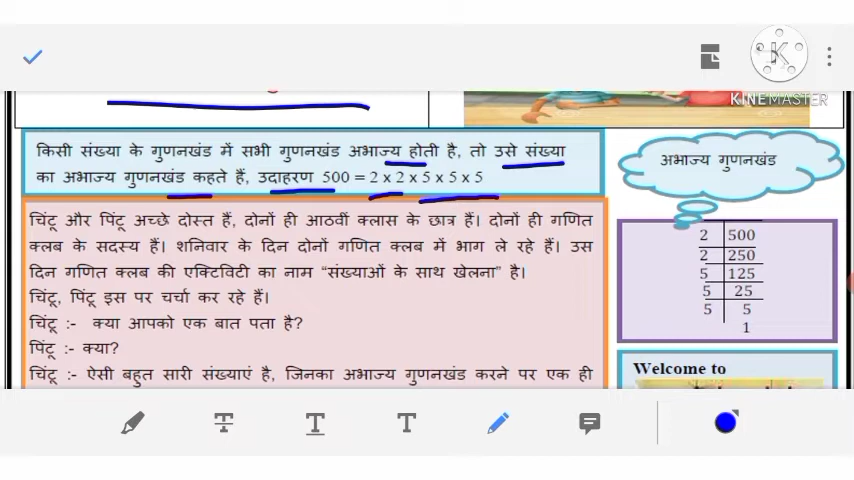 KINEMASTER
किसी संख्या के गुणनखंड में सभी गुणनखंड अभाज्य होती है, तो उसे संख्या
का अभाज्य गुणनखंड कहते हैं, उदाहरण 500 = 2 x 2 x 5 x 5 x 5
अभाज्य गुणनखंड
चिंटू और पिंटू अच्छे दोस्त हैं, दोनों ही आठवीं क्लास के छात्र हैं। दोनों ही गणित
क्लब के सदस्य हैं। शनिवार के दिन दोनों गणित क्लब में भाग ले रहे हैं। उस
दिन गणित क्लब की एक्टिविटी का नाम “संख्याओं के साथ खेलना” है।
चिंटू, पिंटू इस पर चर्चा कर रहे हैं।
चिंटू :- क्या आपको एक बात पता है?
पिंटू :- क्या?
चिंटू :- ऐसी बहुत सारी संख्याएं है, जिनका अभाज्य गुणनखंड करने पर एक ही
2 500
2 250
5 125
5 25
5 5
1
Welcome to
T
T
T